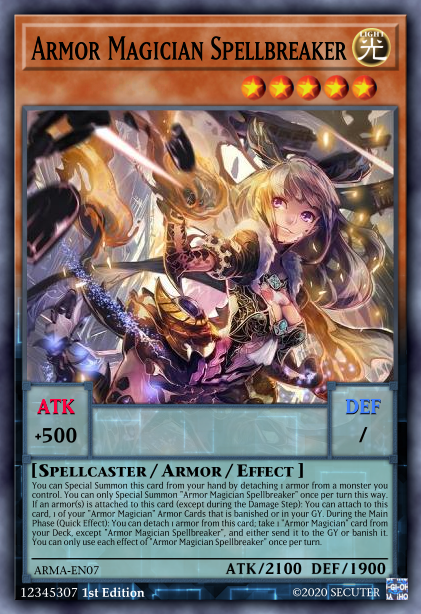 ARMOR MAGICIAN SPELLBREAKER
LIGHT
光
ATK
+500
DEF
/
[SPELLCASTER / ARMOR / EFFECT ]
You can Special Summon this card from your hand by detaching 1 armor from a monster you
control. You can only Special Summon "Armor Magician Spellbreaker" once per turn this way.
If an armor(s) is attached to this card (except during the Damage Step): You can attach to this
card, 1 of your "Armor Magician" Armor Cards that is banished or in your GY. During the Main
Phase (Quick Effect): You can detach 1 armor from this card; take 1 "Armor Magician" card from
your Deck, except "Armor Magician Spellbreaker", and either send it to the GY or banish it.
You can only use each effect of "Armor Magician Spellbreaker" once per turn.
ARMA-EN07
ATK/2100 DEF/1900
12345307 1st Edition
©2020 SECUTER